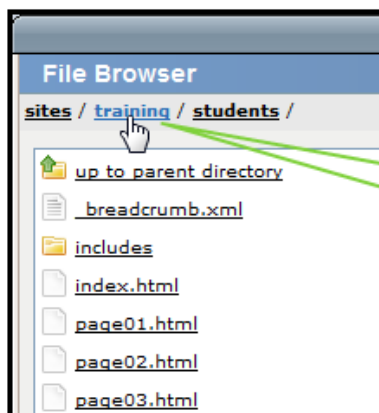 File Browser
sites / training / students /
up to parent directory
_breadcrumb.xml
includes
index.html
page01.html
page02.html
page03.html